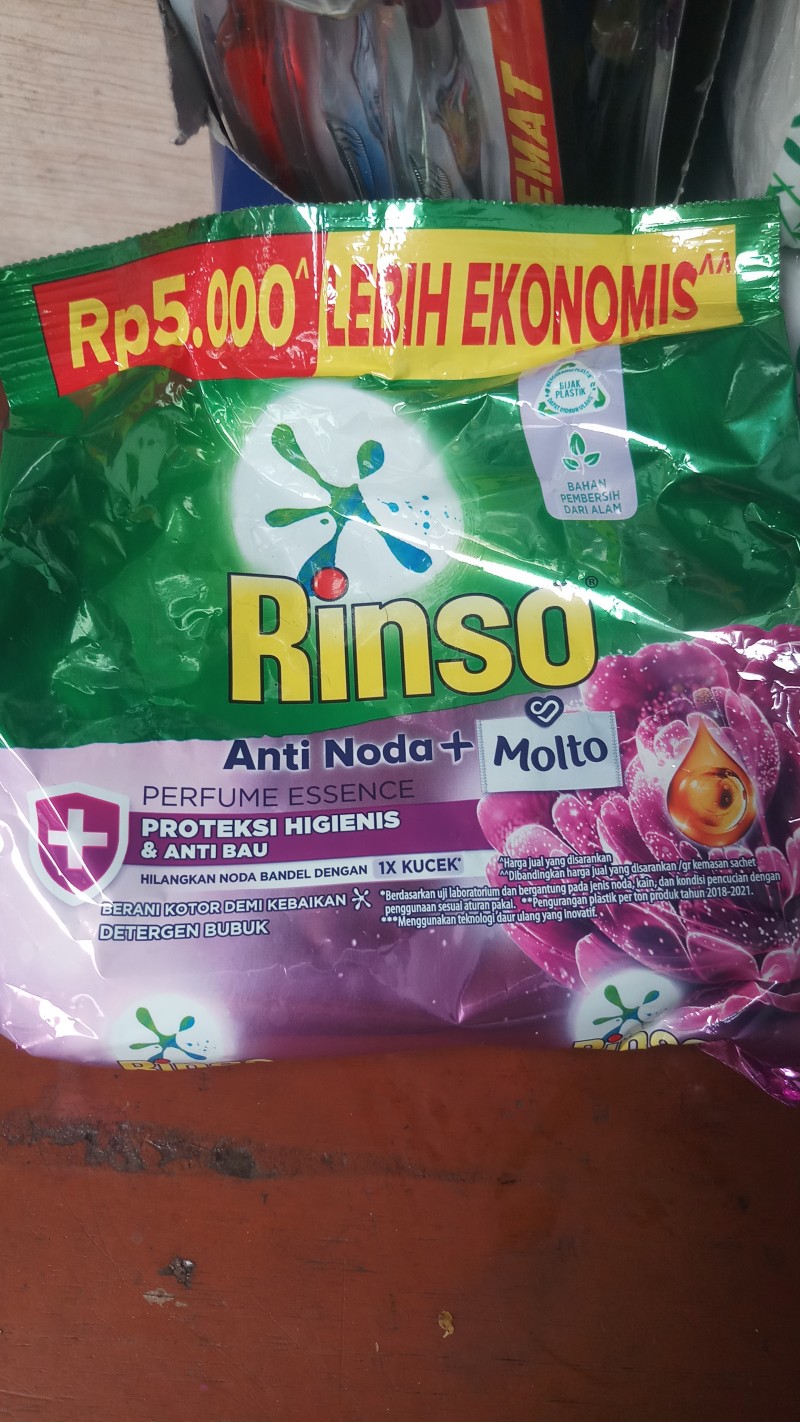 EMAT
Rp5.000^ LEBIH EKONOMIS^^
BIJAK
PLASTIK
BAHAN
PEMBERSIH
DARI ALAM
Rinso®
Anti Noda + Molto
PERFUME ESSENCE
PROTEKSI HIGIENIS
& ANTI BAU
HILANGKAN NODA BANDEL DENGAN 1X KUCEK*
^Harga jual yang disarankan
^^Dibandingkan harga jual yang disarankan /gr kemasan sachet
*Berdasarkan uji laboratorium dan bergantung pada jenis noda, kain, dan kondisi pencucian dengan
penggunaan sesuai aturan pakai. **Pengurangan plastik per ton produk tahun 2018-2021.
***Menggunakan teknologi daur ulang yang inovatif.
BERANI KOTOR DEMI KEBAIKAN
DETERGEN BUBUK
Rinso
Rinso